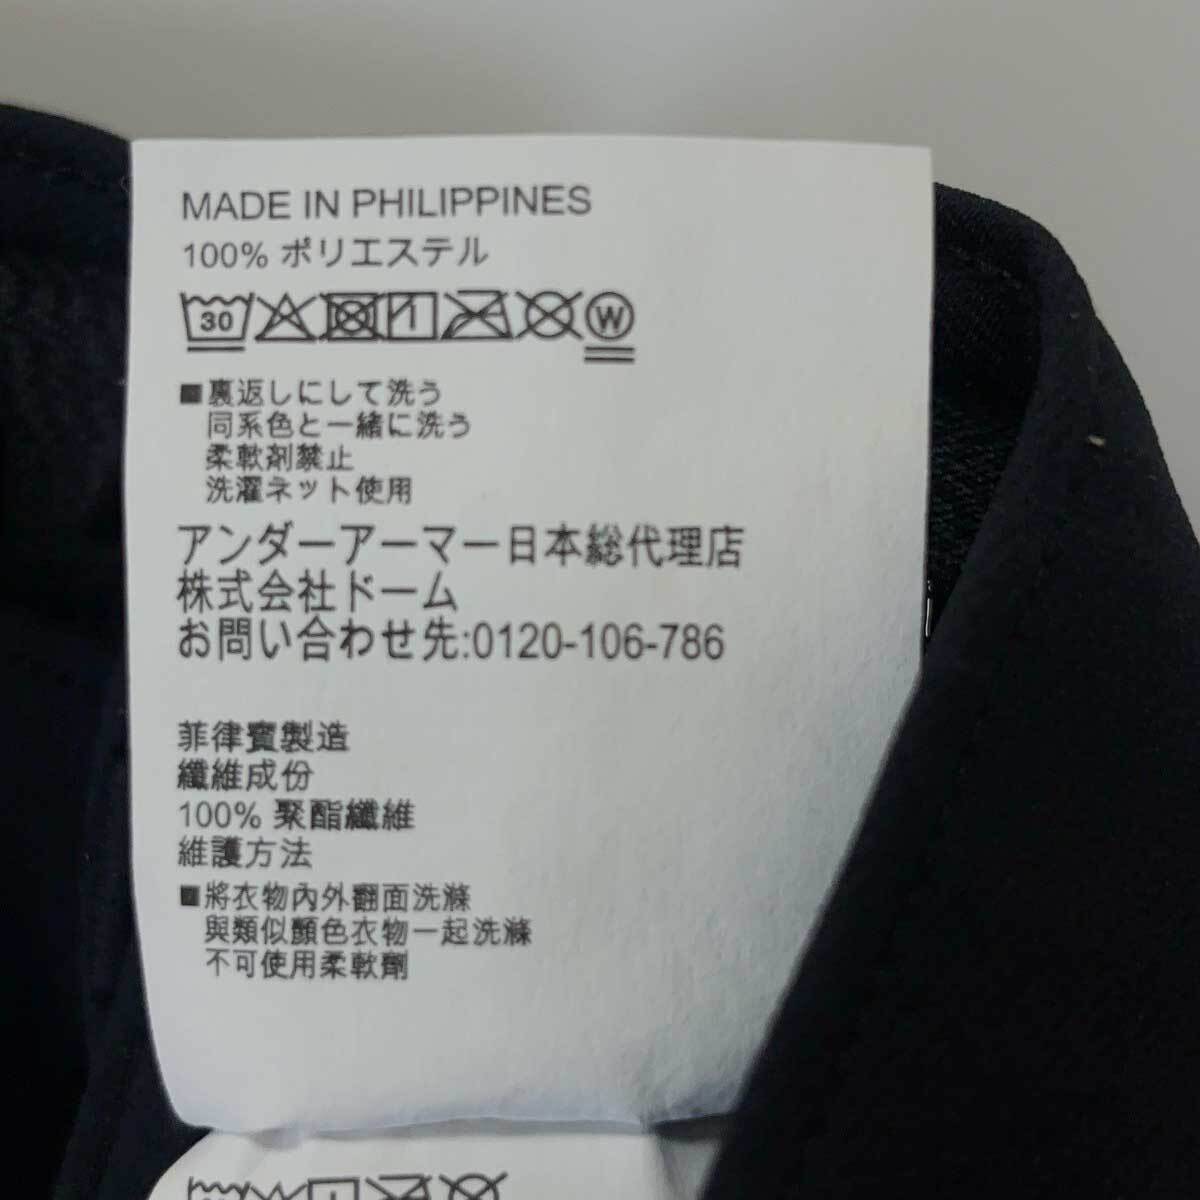 MADE IN PHILIPPINES
100% ポリエステル
30 W
■裏返しにして洗う
同系色と一緒に洗う
柔軟剤禁止
洗濯ネット使用
アンダーアーマー日本総代理店
株式会社ドーム
お問い合わせ先:0120-106-786
菲律賓製造
纖維成份
100% 聚酯纖維
維護方法
■將衣物內外翻面洗滌
與類似顏色衣物一起洗滌
不可使用柔軟劑